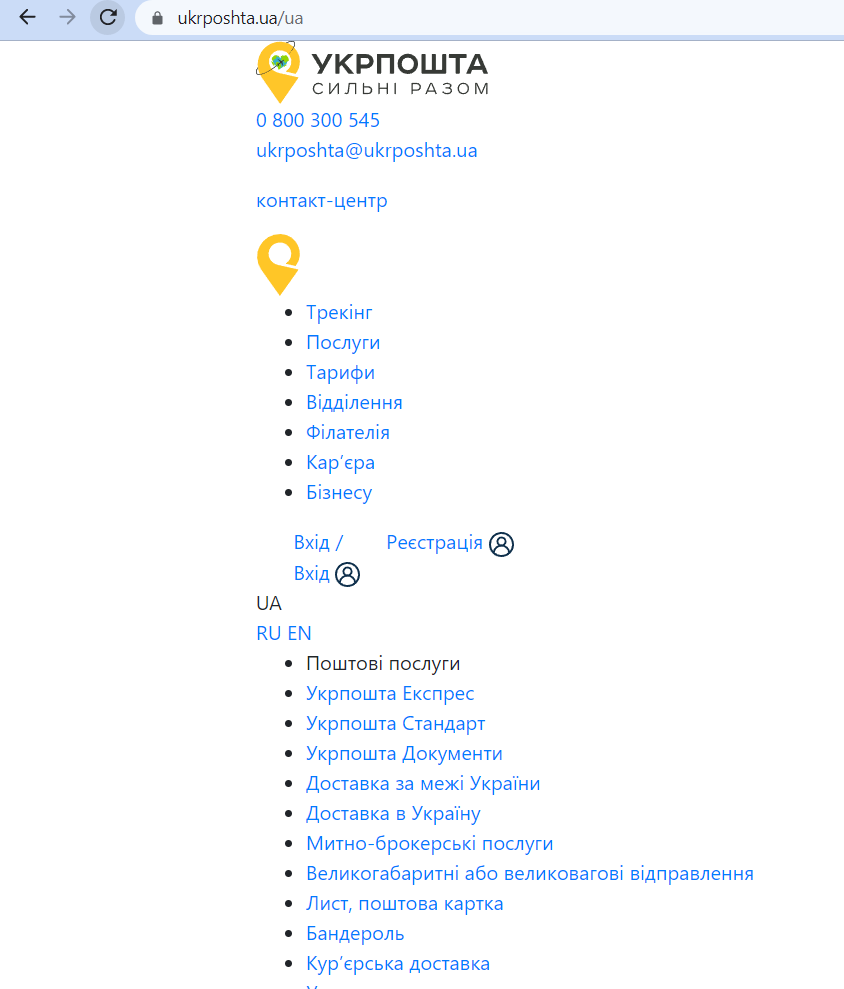 ukrposhta.ua/ua
УКРПОШТА
СИЛЬНІ РАЗОМ
0 800 300 545
ukrposhta@ukrposhta.ua
контакт-центр
Трекінг
Послуги
Тарифи
Відділення
Філателія
Кар’єра
Бізнесу
Вхід / Реєстрація
Вхід
UA
RU EN
Поштові послуги
Укрпошта Експрес
Укрпошта Стандарт
Укрпошта Документи
Доставка за межі України
Доставка в Україну
Митно-брокерські послуги
Великогабаритні або великовагові відправлення
Лист, поштова картка
Бандероль
Кур’єрська доставка